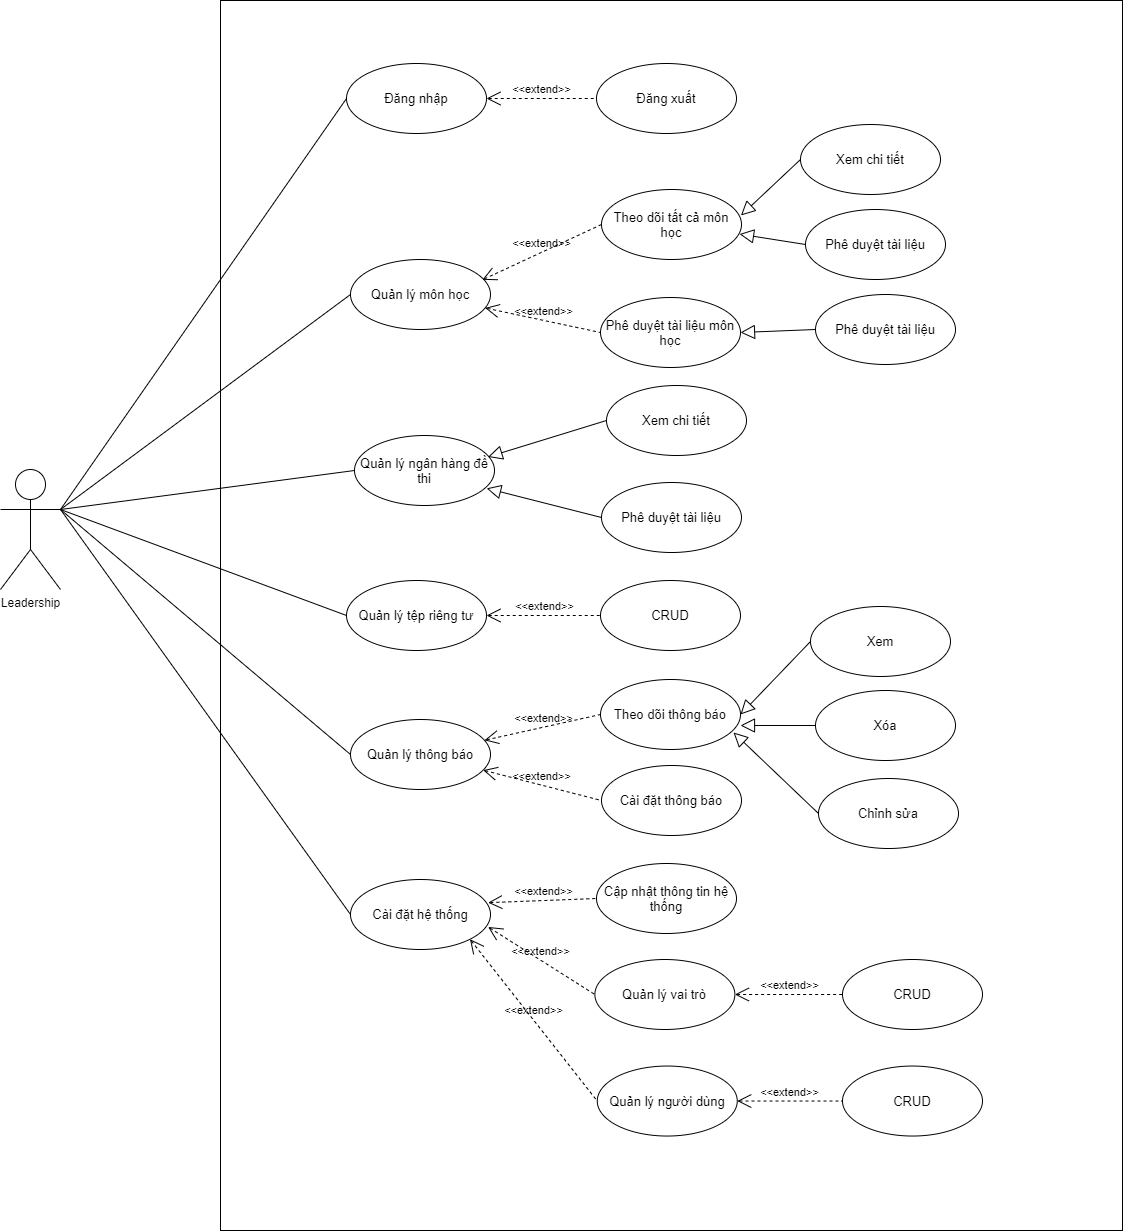 Đăng nhập
<<extend>>
Đăng xuất
Xem chi tiết
Theo dõi tất cả môn
học
Phê duyệt tài liệu
<<extend>>
Quản lý môn học
<<extend>>
Phê duyệt tài liệu môn
học
Phê duyệt tài liệu
Xem chi tiết
Quản lý ngân hàng đề
thi
Phê duyệt tài liệu
Leadership
Quản lý tệp riêng tư
<<extend>>
CRUD
Xem
Theo dõi thông báo
<<extend>>
Xóa
Quản lý thông báo
<<extend>>
Cài đặt thông báo
Chỉnh sửa
Cài đặt hệ thống
<<extend>>
Cập nhật thông tin hệ
thống
<<extend>>
Quản lý vai trò
<<extend>>
CRUD
<<extend>>
Quản lý người dùng
<<extend>>
CRUD